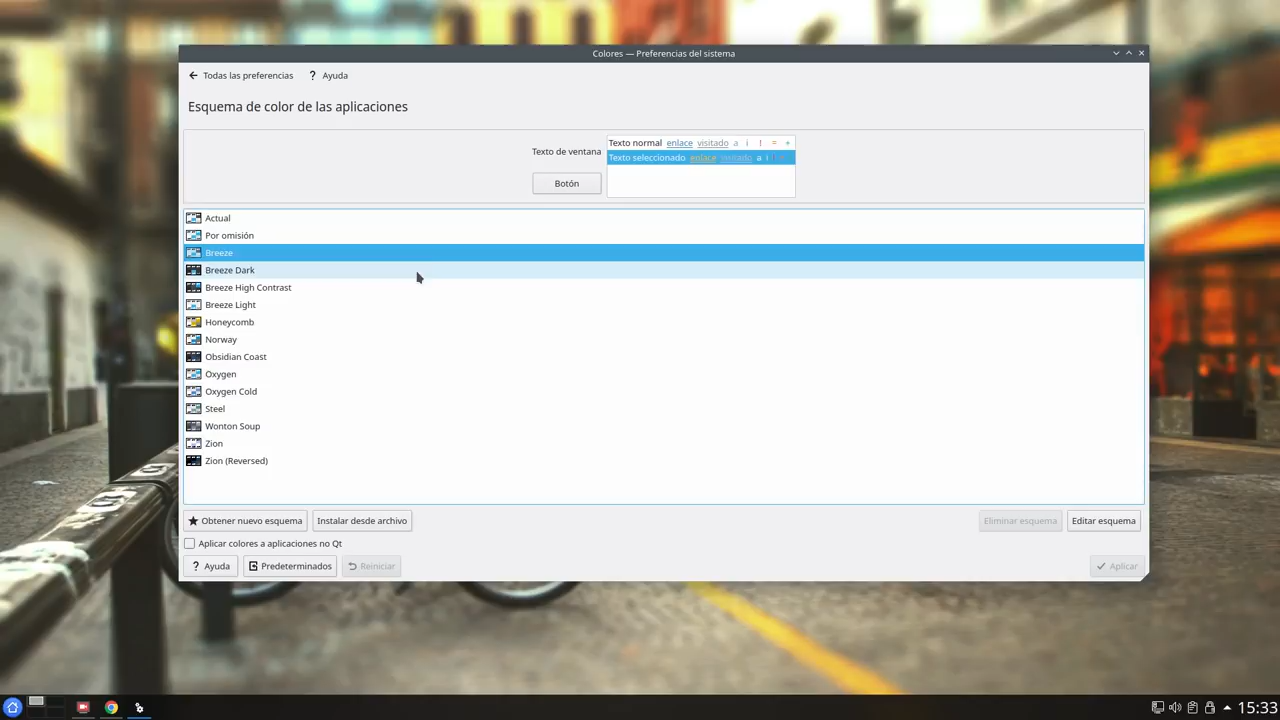 Colores — Preferencias del sistema
Todas las preferencias ? Ayuda
Esquema de color de las aplicaciones
Texto de ventana
Botón
Texto normal enlace visitado a i ! = +
Texto seleccionado enlace visitado a i
Actual
Por omisión
Breeze
Breeze Dark
Breeze High Contrast
Breeze Light
Honeycomb
Norway
Obsidian Coast
Oxygen
Oxygen Cold
Steel
Wonton Soup
Zion
Zion (Reversed)
Obtener nuevo esquema Instalar desde archivo Eliminar esquema Editar esquema
Aplicar colores a aplicaciones no Qt
? Ayuda Predeterminados Reiniciar Aplicar
15:33